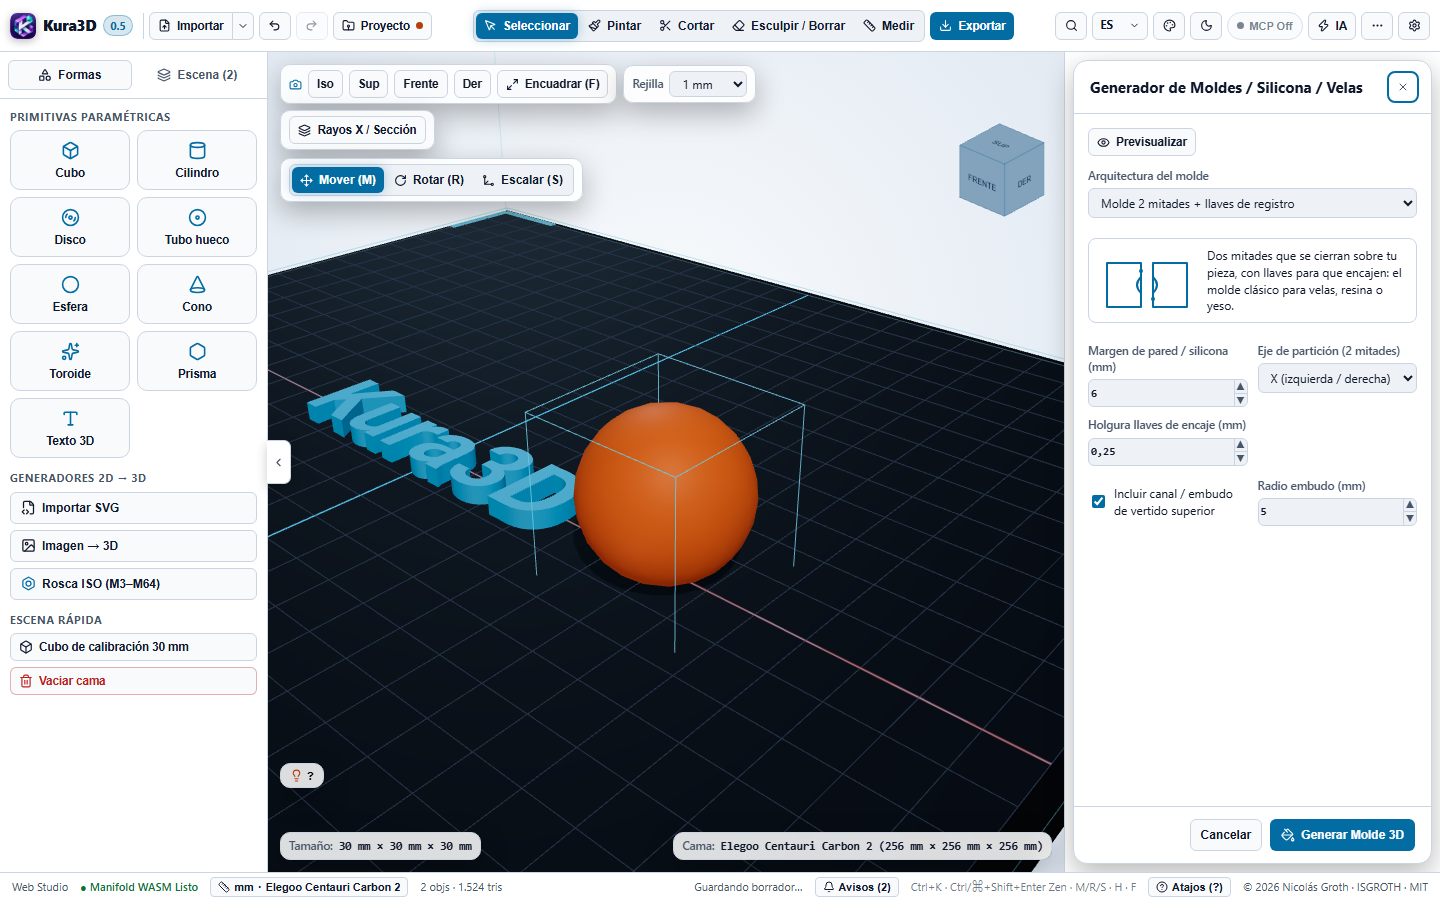 Kura3D 0.5 Importar Proyecto Seleccionar Pintar Cortar Esculpir / Borrar Medir Exportar ES MCP Off IA ...
Formas Escena (2)
PRIMITIVAS PARAMÉTRICAS
Cubo Cilindro
Disco Tubo hueco
Esfera Cono
Toroide Prisma
Texto 3D
GENERADORES 2D → 3D
Importar SVG
Imagen → 3D
Rosca ISO (M3–M64)
ESCENA RÁPIDA
Cubo de calibración 30 mm
Vaciar cama
Iso Sup Frente Der Encuadrar (F) Rejilla 1 mm
Rayos X / Sección
Mover (M) Rotar (R) Escalar (S)
SUP
FRENTE DER
Kura3D
?
Tamaño: 30 mm × 30 mm × 30 mm
Cama: Elegoo Centauri Carbon 2 (256 mm × 256 mm × 256 mm)
Generador de Moldes / Silicona / Velas
Previsualizar
Arquitectura del molde
Molde 2 mitades + llaves de registro
Dos mitades que se cierran sobre tu
pieza, con llaves para que encajen: el
molde clásico para velas, resina o
yeso.
Margen de pared / silicona
(mm)
6
Eje de partición (2 mitades)
X (izquierda / derecha)
Holgura llaves de encaje (mm)
0,25
Incluir canal / embudo
de vertido superior
Radio embudo (mm)
5
Cancelar Generar Molde 3D
Web Studio Manifold WASM Listo mm · Elegoo Centauri Carbon 2 2 objs · 1.524 tris Guardando borrador... Avisos (2) Ctrl+K · Ctrl/⌘+Shift+Enter Zen · M/R/S · H · F Atajos (?) © 2026 Nicolás Groth · ISGROTH · MIT